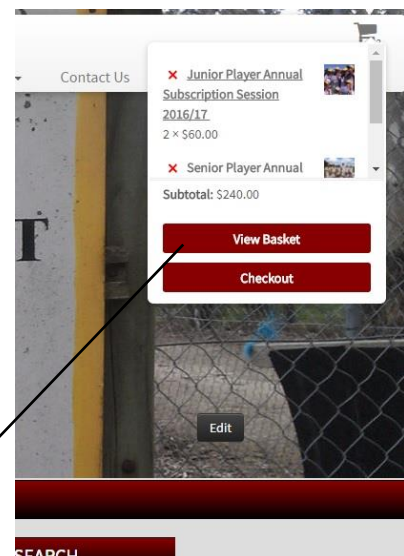 Contact Us
× Junior Player Annual
Subscription Session
2016/17
2 × $60.00
× Senior Player Annual
Subtotal: $240.00
View Basket
Checkout
T
Edit
SEARCH